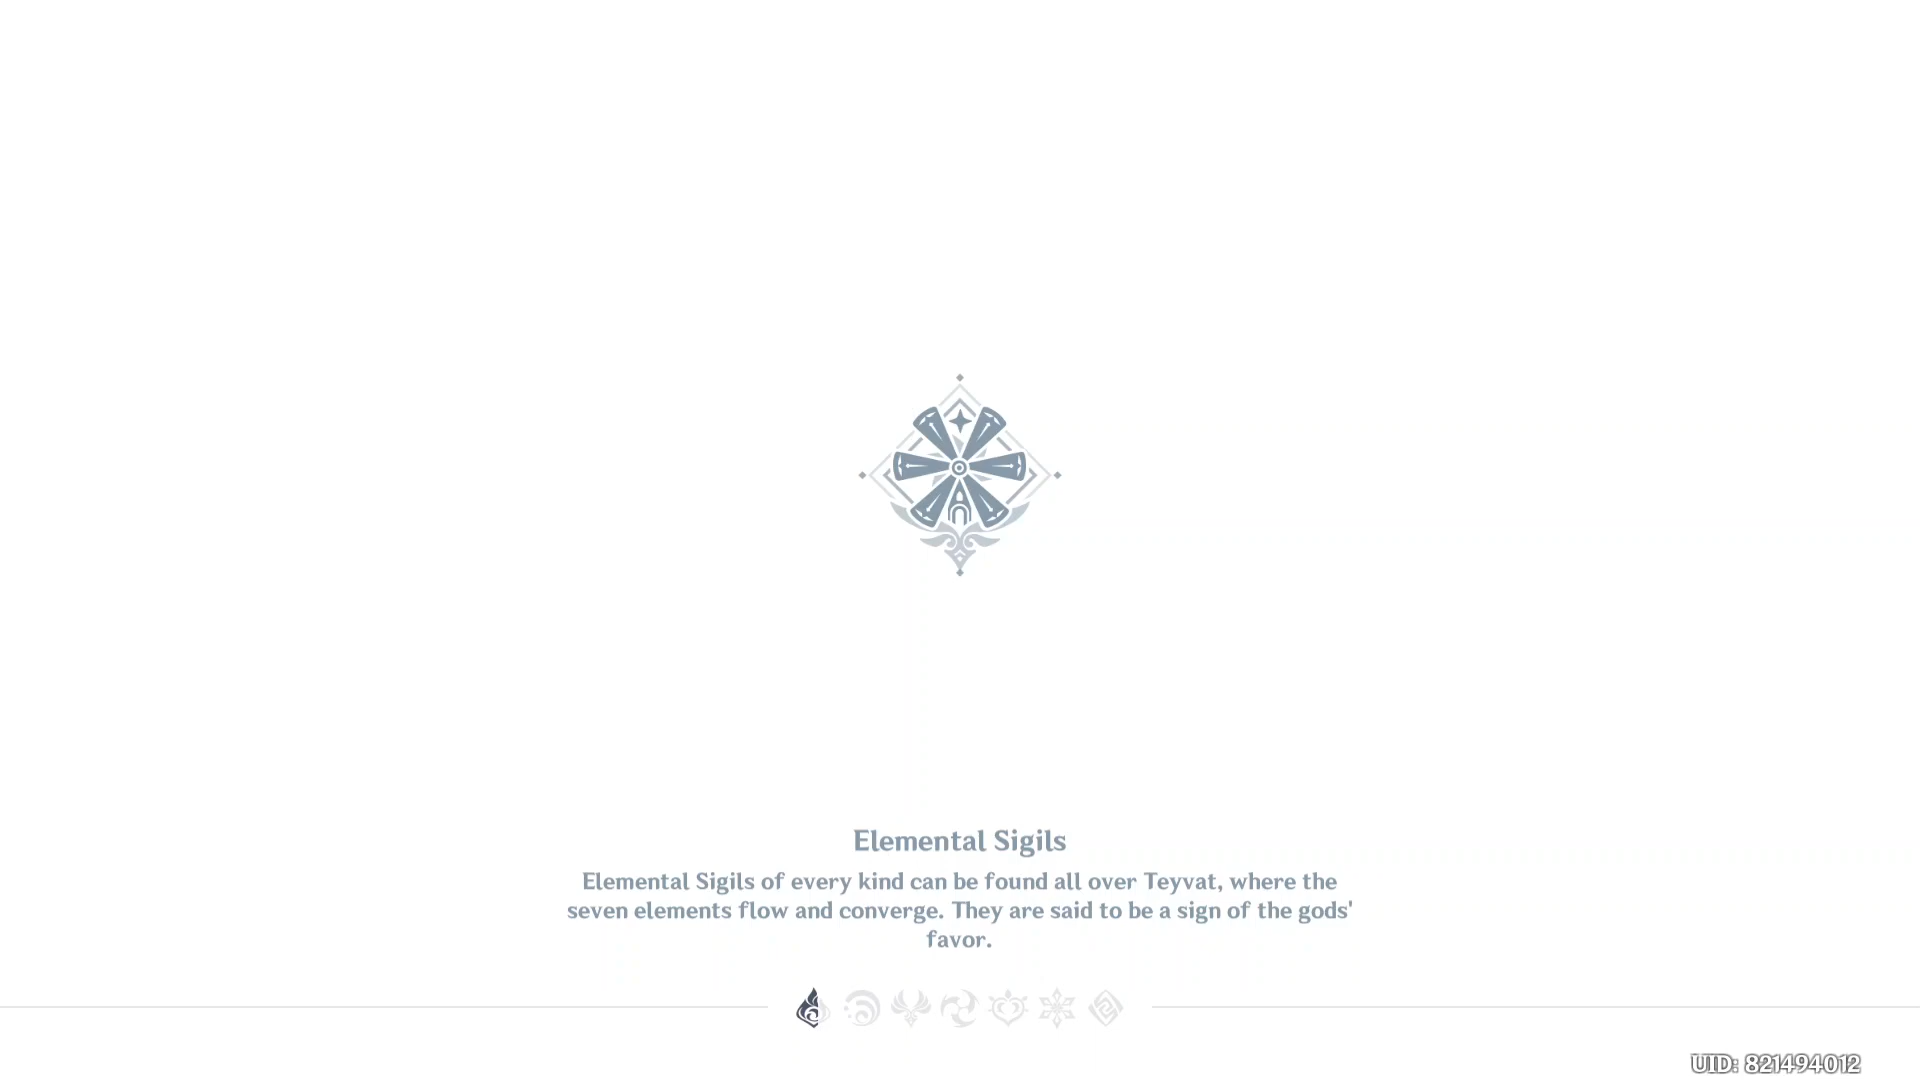 Elemental Sigils
Elemental Sigils of every kind can be found all over Teyvat, where the
seven elements flow and converge. They are said to be a sign of the gods'
favor.
UID: 821494012